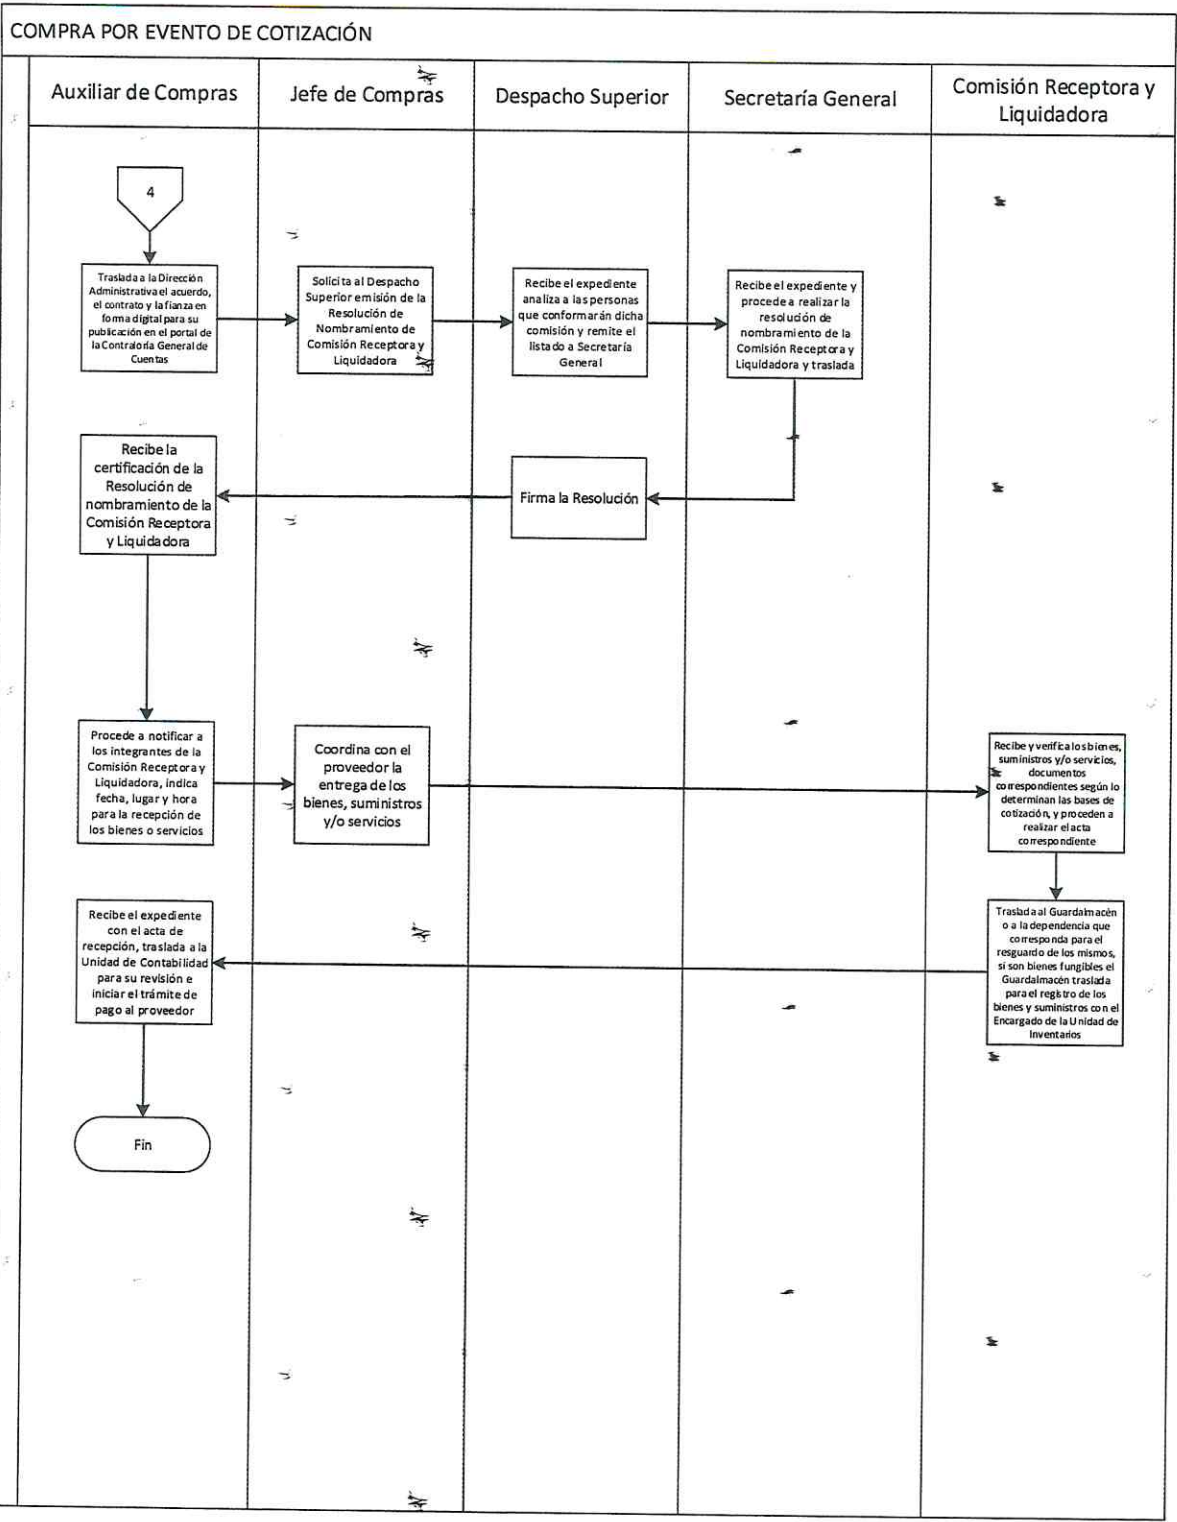 COMPRA POR EVENTO DE COTIZACIÓN
Auxiliar de Compras
Jefe de Compras
Despacho Superior
Secretaría General
Comisión Receptora y
Liquidadora
4
Traslada a la Dirección
Administrativa el acuerdo,
el contrato y la fianza en
forma digital para su
publicación en el portal de
la Contraloría General de
Cuentas
Solicita al Despacho
Superior emisión de la
Resolución de
Nombramiento de
Comisión Receptora y
Liquidadora
Recibe el expediente
analiza a las personas
que conformarán dicha
comisión y remite el
listado a Secretaría
General
Recibe el expediente y
procede a realizar la
resolución de
nombramiento de la
Comisión Receptora y
Liquidadora y traslada
Recibe la
certificación de la
Resolución de
nombramiento de la
Comisión Receptora
y Liquidadora
Firma la Resolución
Procede a notificar a
los integrantes de la
Comisión Receptora y
Liquidadora, indica
fecha, lugar y hora
para la recepción de
los bienes o servicios
Coordina con el
proveedor la
entrega de los
bienes, suministros
y/o servicios
Recibe y verifica los bienes,
suministros y/o servicios,
documentos
correspondientes según lo
determinan las bases de
cotización, y proceden a
realizar el acta
correspondiente
Recibe el expediente
con el acta de
recepción, traslada a la
Unidad de Contabilidad
para su revisión e
iniciar el trámite de
pago al proveedor
Traslada al Guardalmacén
o a la dependencia que
corresponda para el
resguardo de los mismos,
si son bienes fungibles el
Guardalmacén traslada
para el registro de los
bienes y suministros con el
Encargado de la Unidad de
Inventarios
Fin